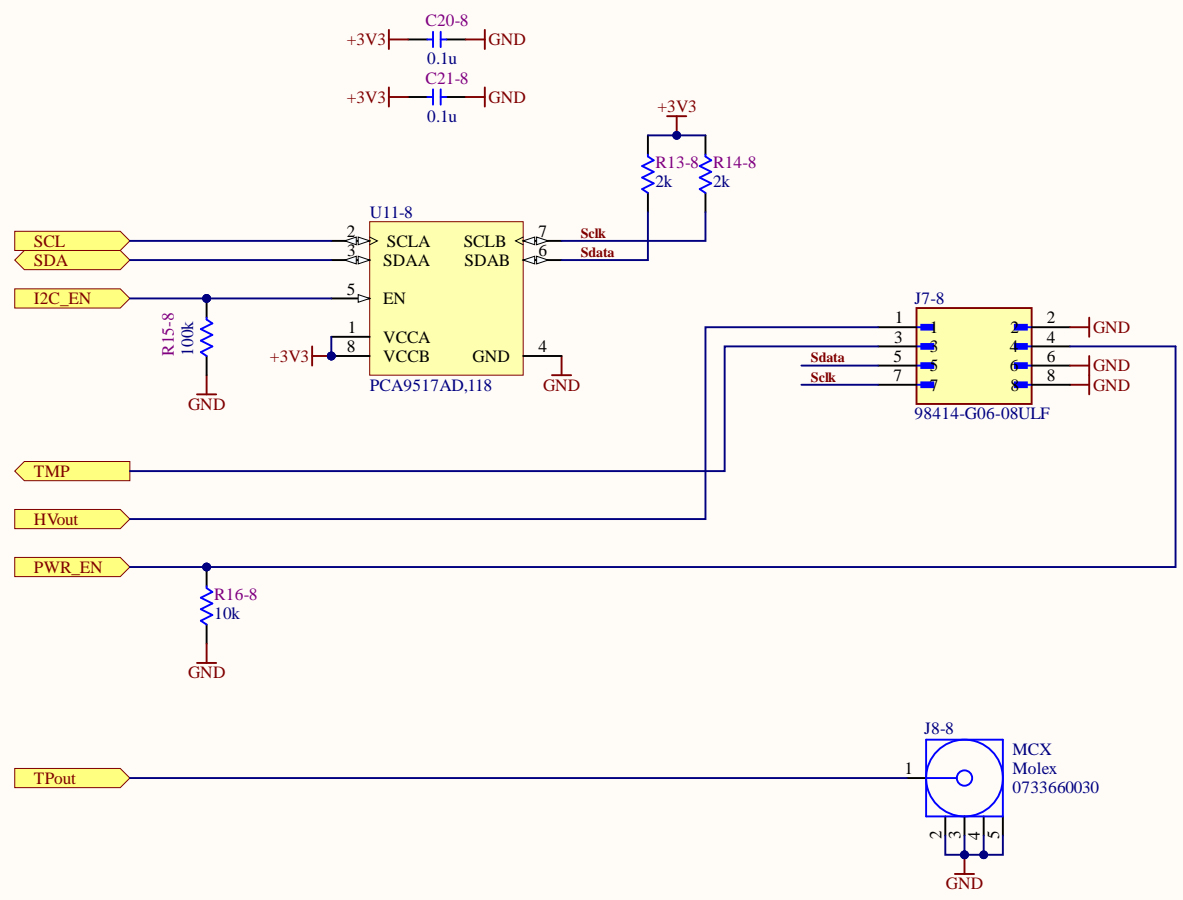 C20-8
+3V3 GND
0.1u
C21-8
+3V3 GND
0.1u
+3V3
R13-8 R14-8
2k 2k
U11-8
SCL 2 SCLA SCLB 7 Sclk
SDA 3 SDAA SDAB 6 Sdata
I2C_EN 5 EN
R15-8
100k
1 VCCA
+3V3 8 VCCB GND 4
PCA9517AD,118
GND
GND
J7-8
1 1 2 2 GND
3 3 4 4
Sdata 5 5 6 6 GND
Sclk 7 7 8 8 GND
98414-G06-08ULF
TMP
HVout
PWR_EN
R16-8
10k
GND
J8-8
TPout 1
MCX
Molex
0733660030
2 3 4 5
GND